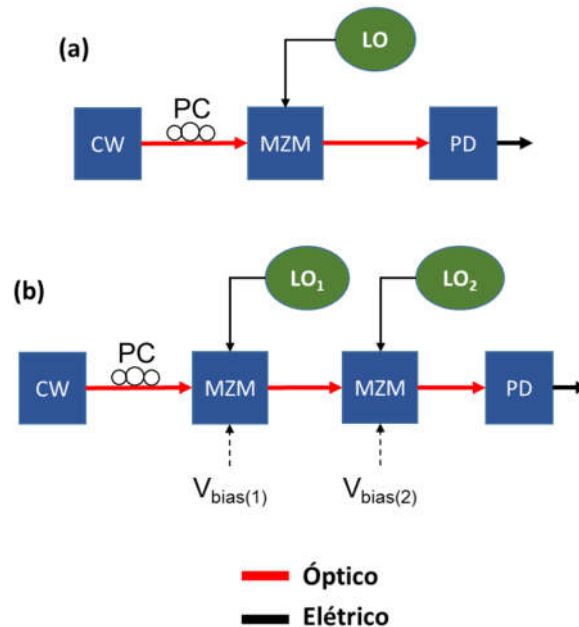 (a)
LO
PC
CW
MZM
PD
(b)
LO1
LO2
PC
CW
MZM
MZM
PD
Vbias(1)
Vbias(2)
Óptico
Elétrico